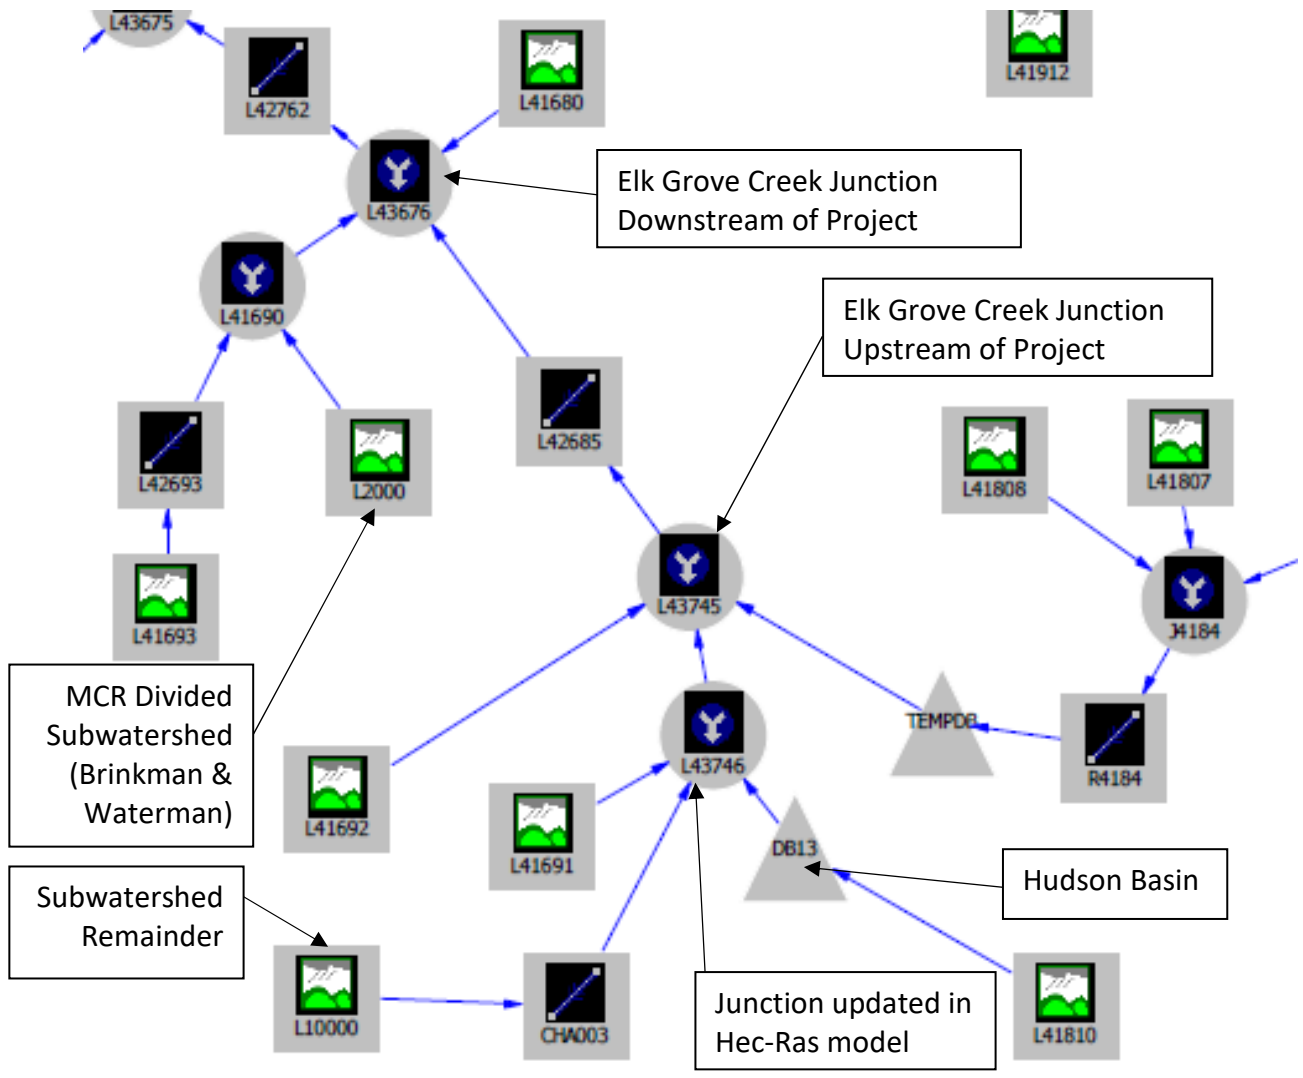 L43675
L42762
L41680
L41912
L43676
Elk Grove Creek Junction
Downstream of Project
L41690
Elk Grove Creek Junction
Upstream of Project
L42685
L42693
L2000
L41808
L41807
L43745
L41693
J4184
MCR Divided
Subwatershed
(Brinkman &
Waterman)
TEMPDB
L43746
R4184
L41692
L41691
DB13
Hudson Basin
Subwatershed
Remainder
L10000
CHA003
Junction updated in
Hec-Ras model
L41810